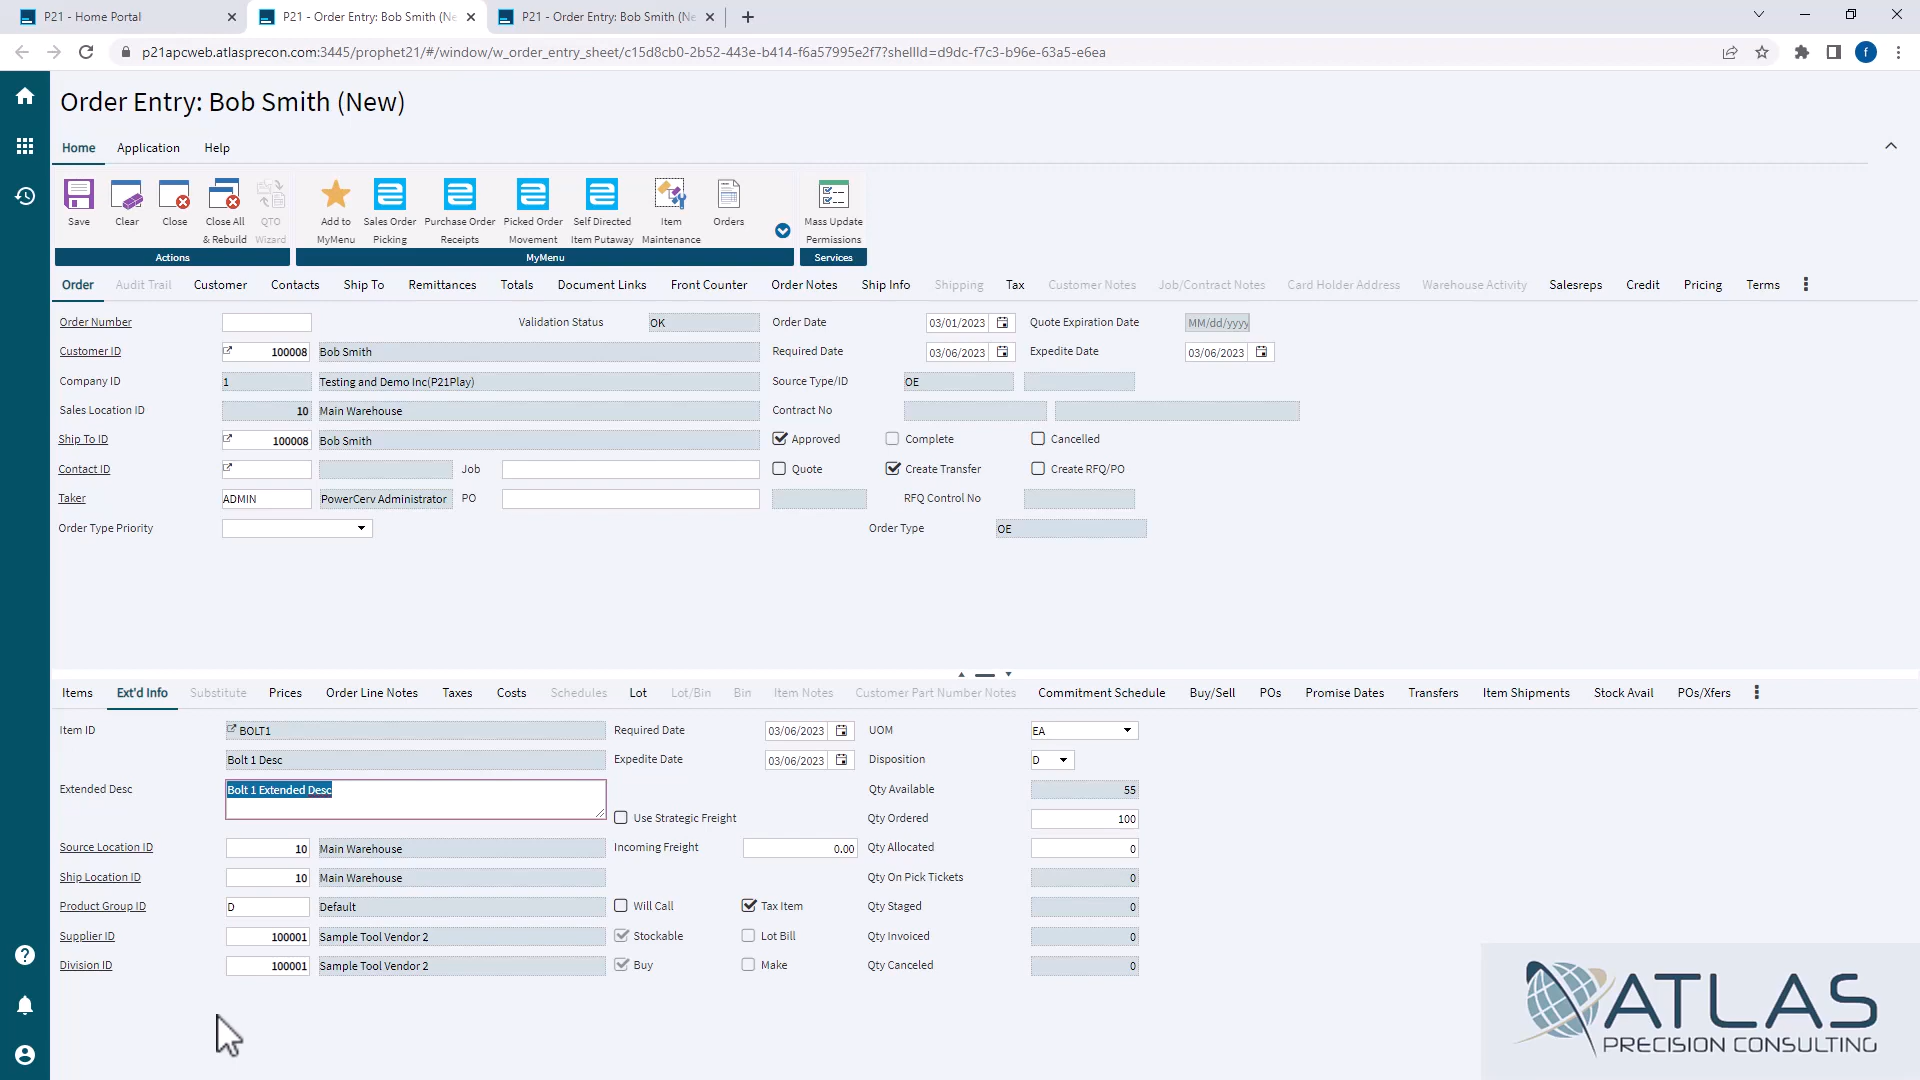 P21 - Home Portal
P21 - Order Entry: Bob Smith (Ne
P21 - Order Entry: Bob Smith (Ne
p21apcweb.atlasprecon.com:3445/prophet21/#/window/w_order_entry_sheet/c15d8cb0-2b52-443e-b414-f6a57995e2f7?shellId=d9dc-f7c3-b96e-63a5-e6ea
f
Order Entry: Bob Smith (New)
Home Application Help
Save
Clear
Close
Close All & Rebuild
QTO Wizard
Add to MyMenu
Sales Order Picking
Purchase Order Receipts
Picked Order Movement
Self Directed Item Putaway
Item Maintenance
Orders
Mass Update Permissions
Actions MyMenu Services
Order Audit Trail Customer Contacts Ship To Remittances Totals Document Links Front Counter Order Notes Ship Info Shipping Tax Customer Notes Job/Contract Notes Card Holder Address Warehouse Activity Salesreps Credit Pricing Terms
Order Number Validation Status OK Order Date 03/01/2023 Quote Expiration Date MM/dd/yyyy
Customer ID 100008 Bob Smith Required Date 03/06/2023 Expedite Date 03/06/2023
Company ID 1 Testing and Demo Inc(P21Play) Source Type/ID OE
Sales Location ID 10 Main Warehouse Contract No
Ship To ID 100008 Bob Smith Approved Complete Cancelled
Contact ID Job Quote Create Transfer Create RFQ/PO
Taker ADMIN PowerCerv Administrator PO RFQ Control No
Order Type Priority Order Type OE
Items Ext'd Info Substitute Prices Order Line Notes Taxes Costs Schedules Lot Lot/Bin Bin Item Notes Customer Part Number Notes Commitment Schedule Buy/Sell POs Promise Dates Transfers Item Shipments Stock Avail POs/Xfers
Item ID BOLT1 Required Date 03/06/2023 UOM EA
Bolt 1 Desc Expedite Date 03/06/2023 Disposition D
Extended Desc Bolt 1 Extended Desc Qty Available 55
Use Strategic Freight Qty Ordered 100
Source Location ID 10 Main Warehouse Incoming Freight 0.00 Qty Allocated 0
Ship Location ID 10 Main Warehouse Qty On Pick Tickets 0
Product Group ID D Default Will Call Tax Item Qty Staged 0
Supplier ID 100001 Sample Tool Vendor 2 Stockable Lot Bill Qty Invoiced 0
Division ID 100001 Sample Tool Vendor 2 Buy Make Qty Canceled 0
ATLAS
PRECISION CONSULTING